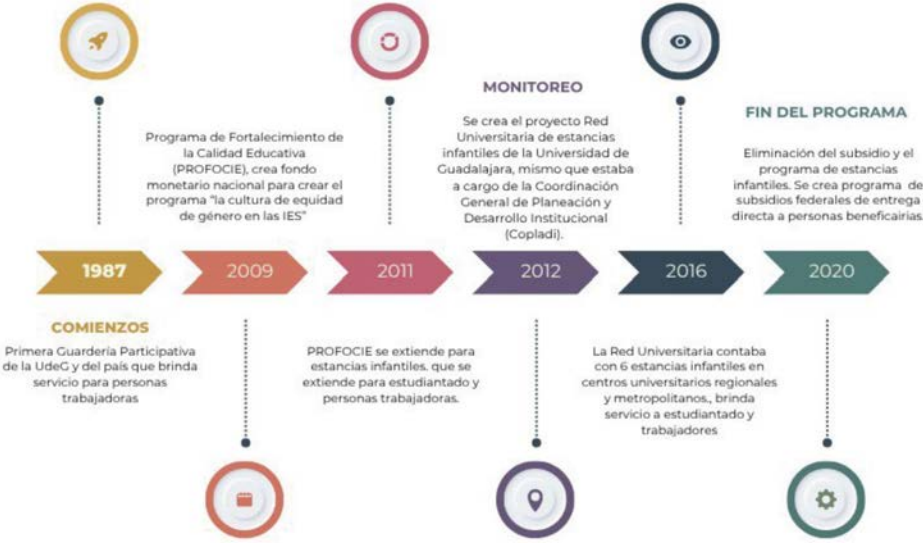 MONITOREO
Se crea el proyecto Red
Universitaria de estancias
infantiles de la Universidad de
Guadalajara, mismo que estaba
a cargo de la Coordinación
General de Planeación y
Desarrollo Institucional
(Copladi).
FIN DEL PROGRAMA
Eliminación del subsidio y el
programa de estancias
infantiles. Se crea programa de
subsidios federales de entrega
directa a personas beneficairias.
Programa de Fortalecimiento de
la Calidad Educativa
(PROFOCIE), crea fondo
monetario nacional para crear el
programa "la cultura de equidad
de género en las IES"
1987
2009
2011
2012
2016
2020
COMIENZOS
Primera Guardería Participativa
de la UdeG y del país que brinda
servicio para personas
trabajadoras
PROFOCIE se extiende para
estancias infantiles. que se
extiende para estudiantado y
personas trabajadoras.
La Red Universitaria contaba
con 6 estancias infantiles en
centros universitarios regionales
y metropolitanos., brinda
servicio a estudiantado y
trabajadores